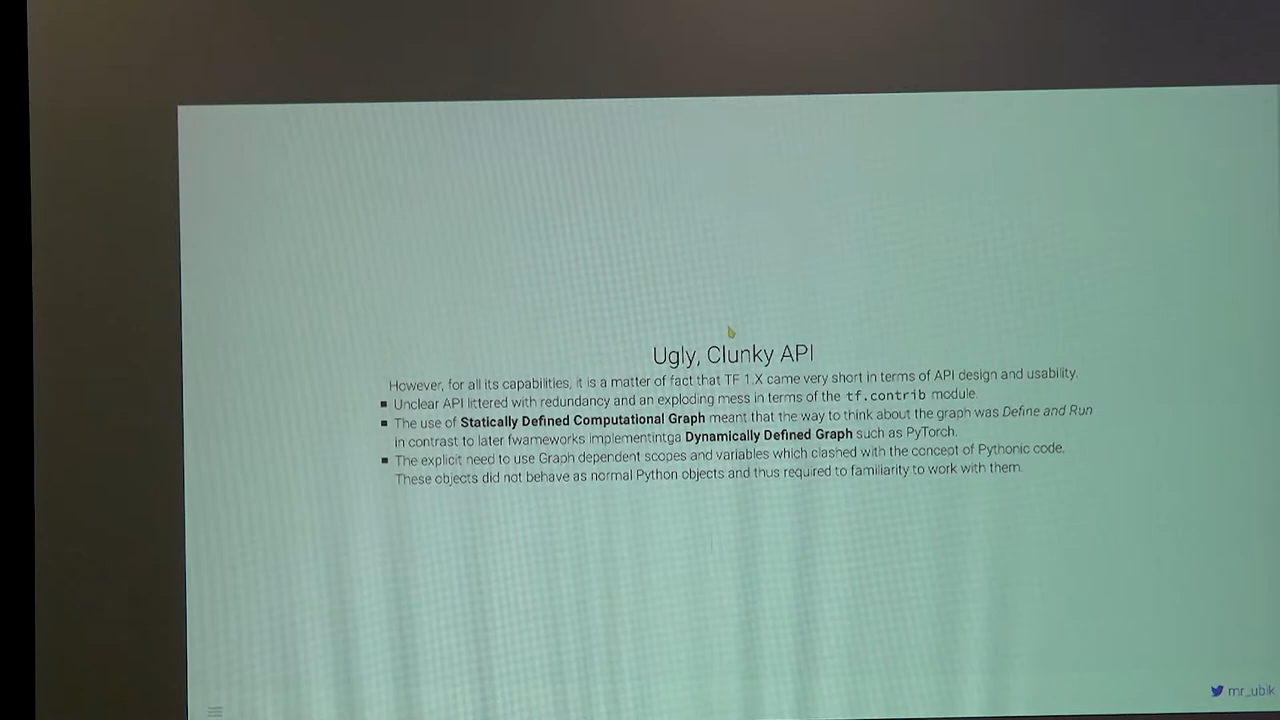 Ugly, Clunky API
However, for all its capabilities, it is a matter of fact that TF 1.X came very short in terms of API design and usability.
▪ Unclear API littered with redundancy and an exploding mess in terms of the tf.contrib module.
▪ The use of Statically Defined Computational Graph meant that the way to think about the graph was Define and Run
in contrast to later fwameworks implementintga Dynamically Defined Graph such as PyTorch.
▪ The explicit need to use Graph dependent scopes and variables which clashed with the concept of Pythonic code.
These objects did not behave as normal Python objects and thus required to familiarity to work with them.
mr_ubik